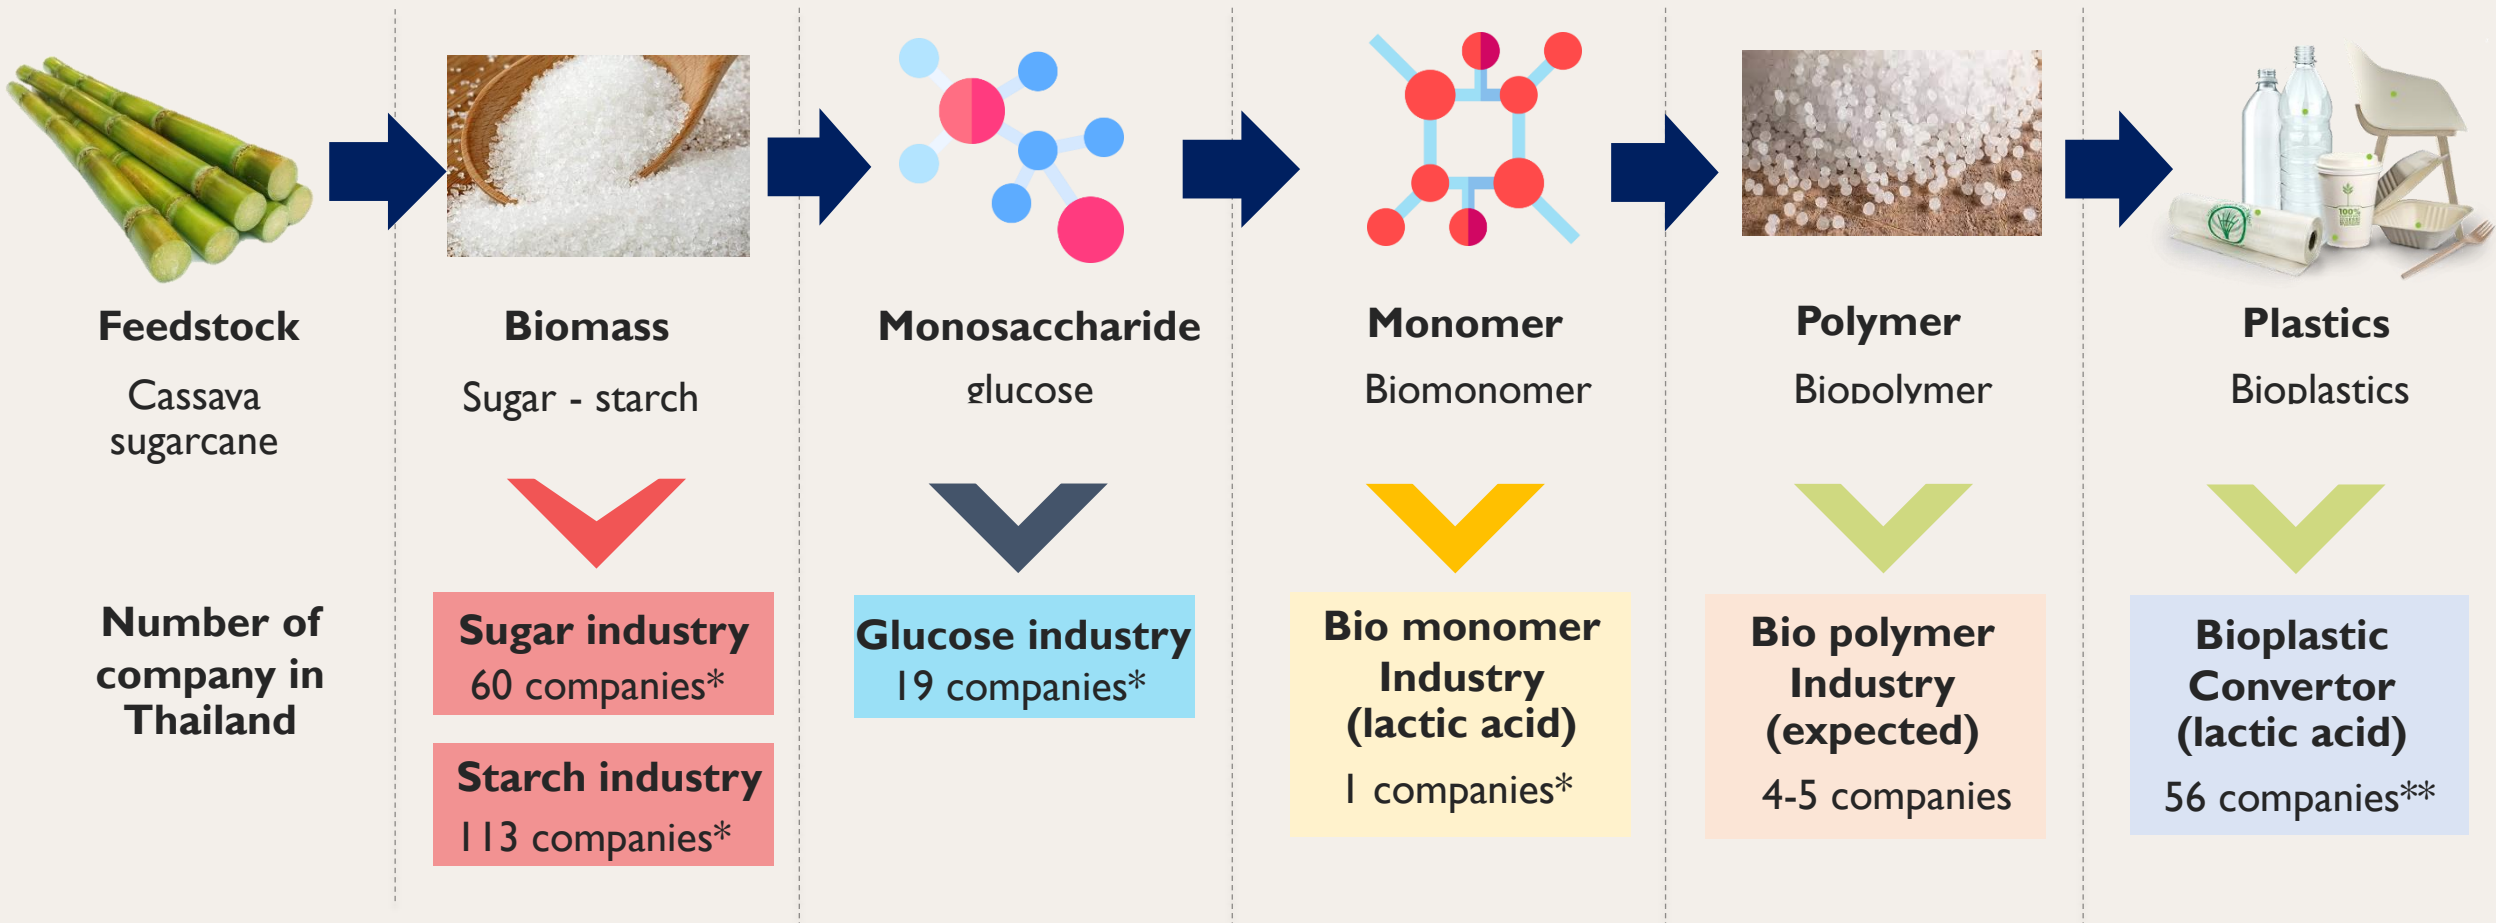 Feedstock
Cassava
sugarcane
Biomass
Sugar - starch
Monosaccharide
glucose
Monomer
Biomonomer
Polymer
Biopolymer
Plastics
Bioplastics
100%
Number of
company in
Thailand
Sugar industry
60 companies*
Starch industry
113 companies*
Glucose industry
19 companies*
Bio monomer
Industry
(lactic acid)
1 companies*
Bio polymer
Industry
(expected)
4-5 companies
Bioplastic
Convertor
(lactic acid)
56 companies**